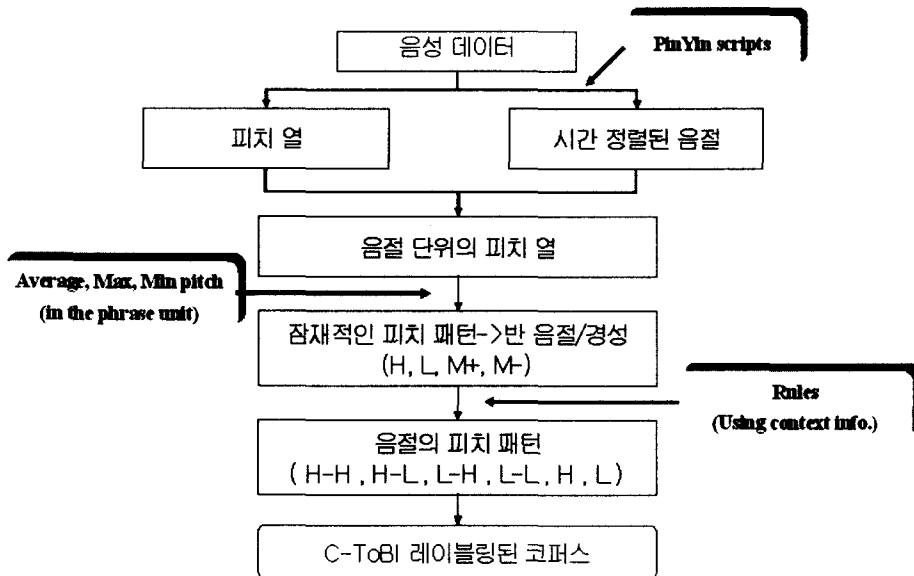 음성 데이터
PinYin scripts
피치 열
시간 정렬된 음절
음절 단위의 피치 열
Average, Max, Min pitch
(in the phrase unit)
잠재적인 피치 패턴->반 음절/경성
(H, L, M+, M-)
Rules
(Using context info.)
음절의 피치 패턴
(H-H, H-L, L-H, L-L, H, L)
C-ToBI 레이블링된 코퍼스